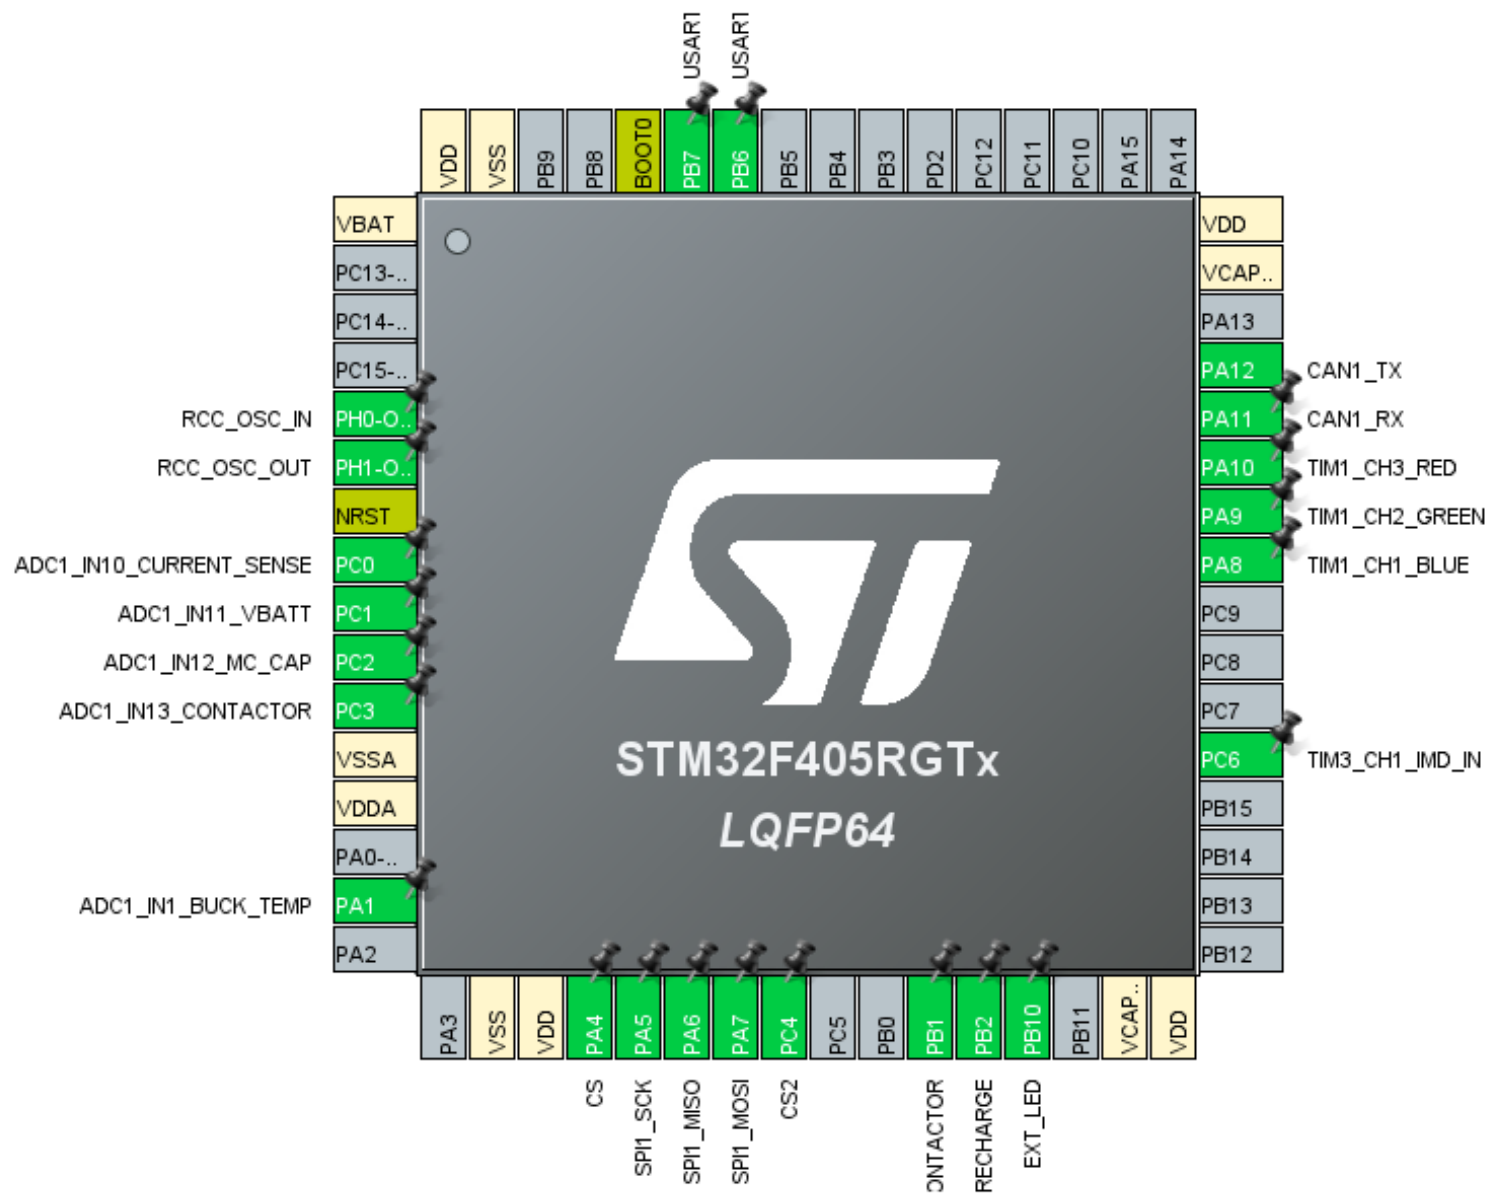 USART
USART
VDD
VSS
PB9
PB8
BOOT0
PB7
PB6
PB5
PB4
PB3
PD2
PC12
PC11
PC10
PA15
PA14
VBAT
PC13-..
PC14-..
PC15-..
RCC_OSC_IN PH0-O..
RCC_OSC_OUT PH1-O..
NRST
ADC1_IN10_CURRENT_SENSE PC0
ADC1_IN11_VBATT PC1
ADC1_IN12_MC_CAP PC2
ADC1_IN13_CONTACTOR PC3
VSSA
VDDA
PA0-..
ADC1_IN1_BUCK_TEMP PA1
PA2
STM32F405RGTx
LQFP64
VDD
VCAP..
PA13
PA12 CAN1_TX
PA11 CAN1_RX
PA10 TIM1_CH3_RED
PA9 TIM1_CH2_GREEN
PA8 TIM1_CH1_BLUE
PC9
PC8
PC7
PC6 TIM3_CH1_IMD_IN
PB15
PB14
PB13
PB12
PA3
VSS
VDD
PA4
PA5
PA6
PA7
PC4
PC5
PB0
PB1
PB2
PB10
PB11
VCAP..
VDD
CS
SPI1_SCK
SPI1_MISO
SPI1_MOSI
CS2
ONTACTOR
RECHARGE
EXT_LED